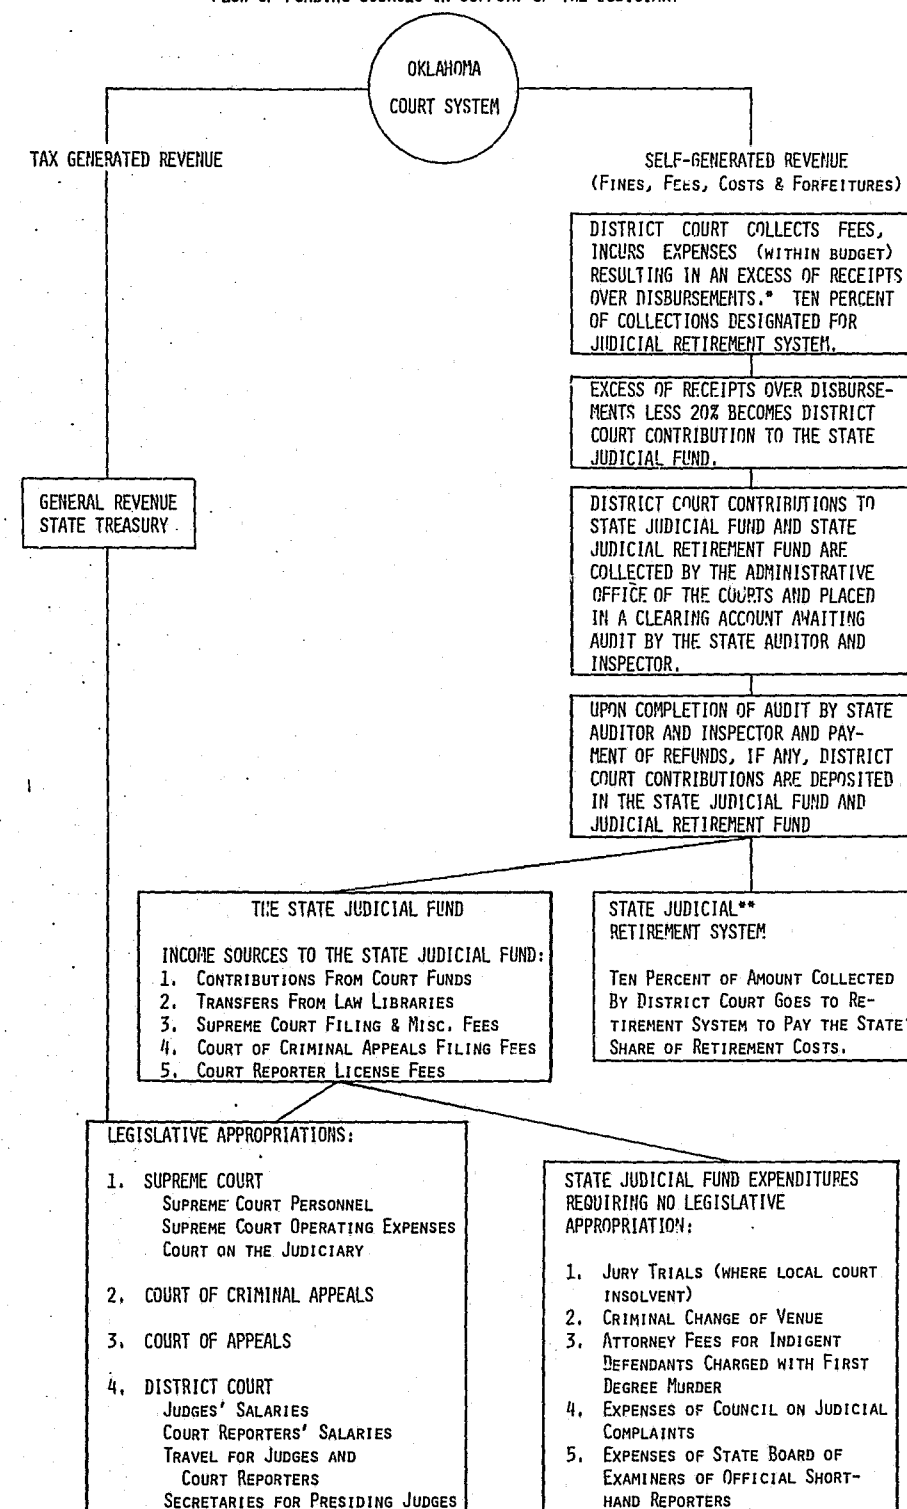 OKLAHOMA
COURT SYSTEM
TAX GENERATED REVENUE
SELF-GENERATED REVENUE
(FINES, FEES, COSTS & FORFEITURES)
DISTRICT COURT COLLECTS FEES,
INCURS EXPENSES (WITHIN BUDGET)
RESULTING IN AN EXCESS OF RECEIPTS
OVER DISBURSEMENTS.* TEN PERCENT
OF COLLECTIONS DESIGNATED FOR
JUDICIAL RETIREMENT SYSTEM.
EXCESS OF RECEIPTS OVER DISBURSE-
MENTS LESS 20% BECOMES DISTRICT
COURT CONTRIBUTION TO THE STATE
JUDICIAL FUND.
GENERAL REVENUE
STATE TREASURY
DISTRICT COURT CONTRIBUTIONS TO
STATE JUDICIAL FUND AND STATE
JUDICIAL RETIREMENT FUND ARE
COLLECTED BY THE ADMINISTRATIVE
OFFICE OF THE COURTS AND PLACED
IN A CLEARING ACCOUNT AWAITING
AUDIT BY THE STATE AUDITOR AND
INSPECTOR.
UPON COMPLETION OF AUDIT BY STATE
AUDITOR AND INSPECTOR AND PAY-
MENT OF REFUNDS, IF ANY, DISTRICT
COURT CONTRIBUTIONS ARE DEPOSITED
IN THE STATE JUDICIAL FUND AND
JUDICIAL RETIREMENT FUND
THE STATE JUDICIAL FUND
INCOME SOURCES TO THE STATE JUDICIAL FUND:
1. CONTRIBUTIONS FROM COURT FUNDS
2. TRANSFERS FROM LAW LIBRARIES
3. SUPREME COURT FILING & MISC. FEES
4. COURT OF CRIMINAL APPEALS FILING FEES
5. COURT REPORTER LICENSE FEES
STATE JUDICIAL**
RETIREMENT SYSTEM
TEN PERCENT OF AMOUNT COLLECTED
BY DISTRICT COURT GOES TO RE-
TIREMENT SYSTEM TO PAY THE STATE'
SHARE OF RETIREMENT COSTS.
LEGISLATIVE APPROPRIATIONS:
1. SUPREME COURT
SUPREME COURT PERSONNEL
SUPREME COURT OPERATING EXPENSES
COURT ON THE JUDICIARY
2. COURT OF CRIMINAL APPEALS
3. COURT OF APPEALS
4. DISTRICT COURT
JUDGES' SALARIES
COURT REPORTERS' SALARIES
TRAVEL FOR JUDGES AND
COURT REPORTERS
SECRETARIES FOR PRESIDING JUDGES
STATE JUDICIAL FUND EXPENDITURES
REQUIRING NO LEGISLATIVE
APPROPRIATION:
1. JURY TRIALS (WHERE LOCAL COURT
INSOLVENT)
2. CRIMINAL CHANGE OF VENUE
3. ATTORNEY FEES FOR INDIGENT
DEFENDANTS CHARGED WITH FIRST
DEGREE MURDER
4. EXPENSES OF COUNCIL ON JUDICIAL
COMPLAINTS
5. EXPENSES OF STATE BOARD OF
EXAMINERS OF OFFICIAL SHORT-
HAND REPORTERS